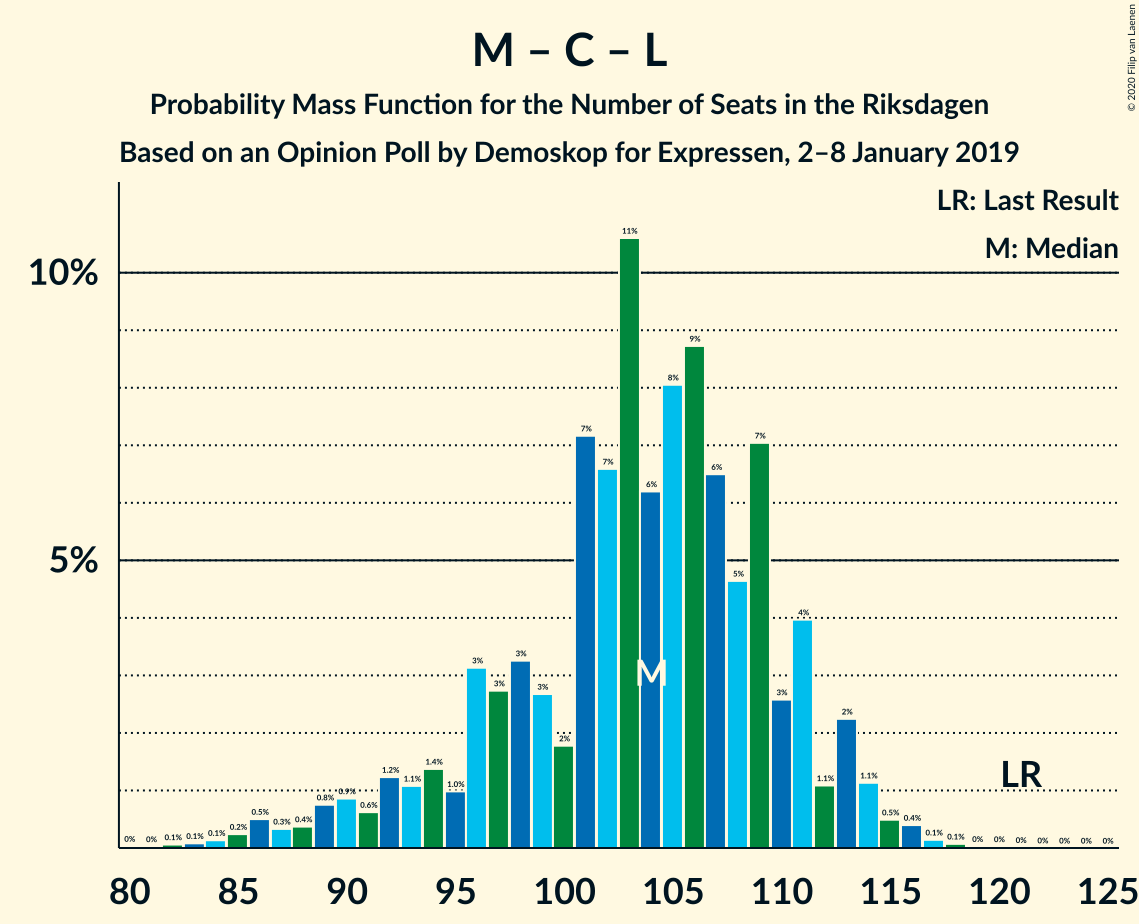 M – C – L
Probability Mass Function for the Number of Seats in the Riksdagen
Based on an Opinion Poll by Demoskop for Expressen, 2–8 January 2019
© 2020 Filip van Laenen
LR: Last Result
M: Median
10%
5%
0% 0% 0.1% 0.1% 0.1% 0.2% 0.5% 0.3% 0.4% 0.8% 0.9% 0.6% 1.2% 1.1% 1.4% 1.0% 3% 3% 3% 3% 2% 7% 7% 11% 6% 8% 9% 6% 5% 7% 3% 4% 1.1% 2% 1.1% 0.5% 0.4% 0.1% 0.1% 0% 0% 0% 0% 0% 0% 0%
M
LR
80 85 90 95 100 105 110 115 120 125